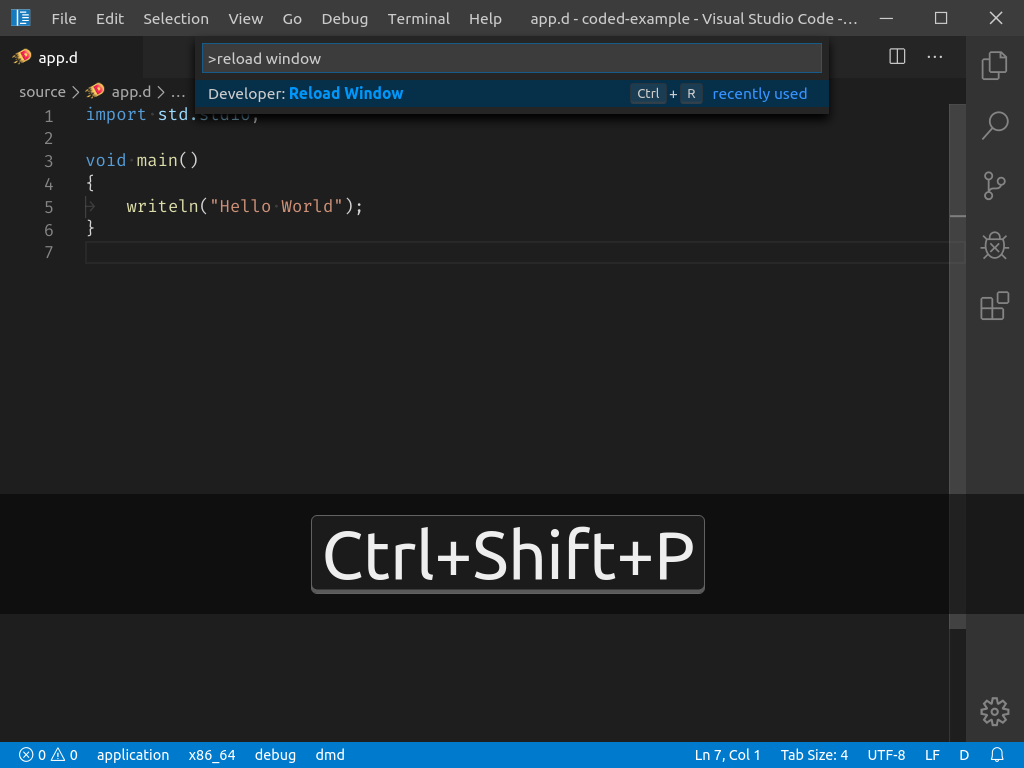 File Edit Selection View Go Debug Terminal Help app.d - coded-example - Visual Studio Code -...
app.d
>reload window
Developer: Reload Window Ctrl + R recently used
source > app.d > ...
1 import std.stdio;
2
3 void main()
4 {
5 writeln("Hello World");
6 }
7
Ctrl+Shift+P
0 0 application x86_64 debug dmd Ln 7, Col 1 Tab Size: 4 UTF-8 LF D